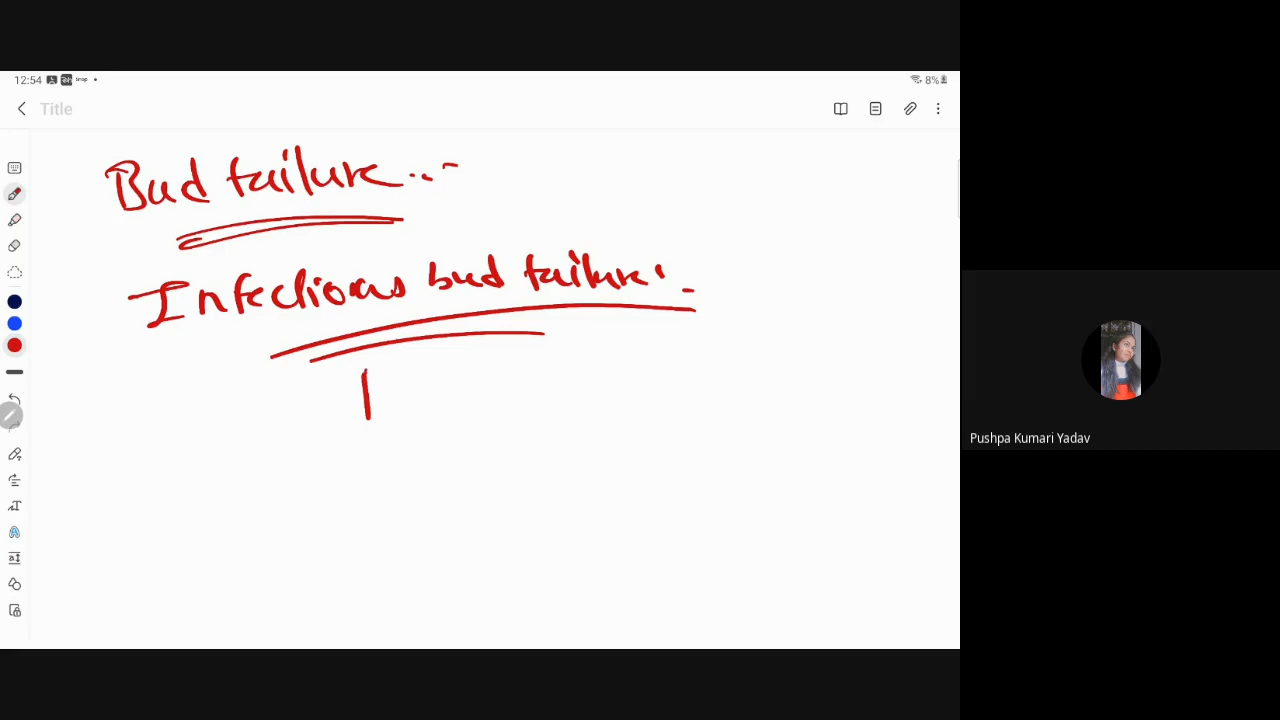 12:54 8%
Title
Bud failure..-
Infectious bud failure:-
Pushpa Kumari Yadav